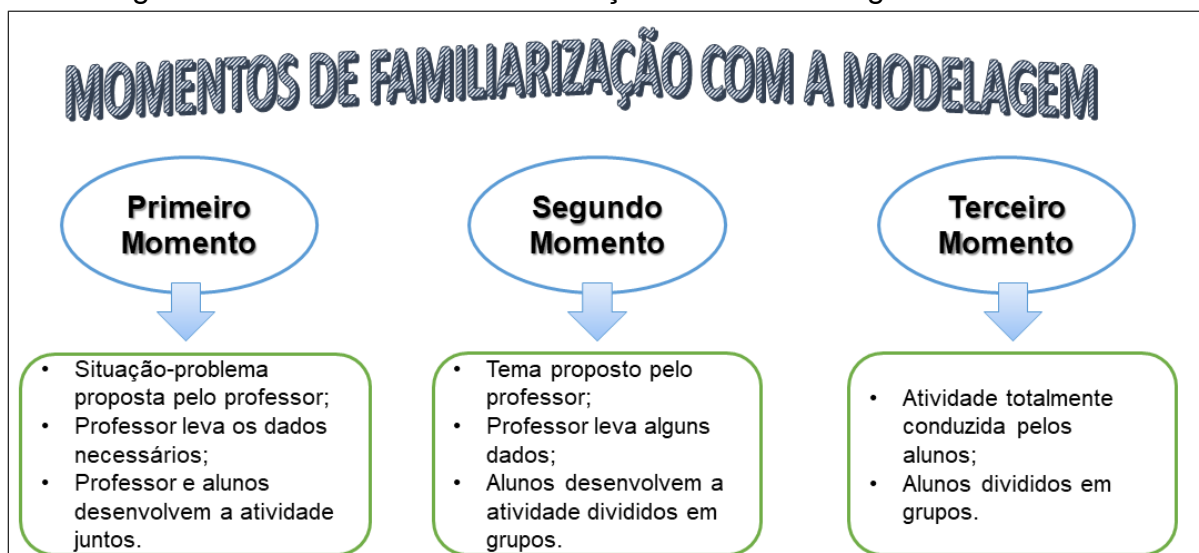 MOMENTOS DE FAMILIARIZAÇÃO COM A MODELAGEM
Primeiro
Momento
• Situação-problema
proposta pelo professor;
• Professor leva os dados
necessários;
• Professor e alunos
desenvolvem a atividade
juntos.
Segundo
Momento
• Tema proposto pelo
professor;
• Professor leva alguns
dados;
• Alunos desenvolvem a
atividade divididos em
grupos.
Terceiro
Momento
• Atividade totalmente
conduzida pelos
alunos;
• Alunos divididos em
grupos.